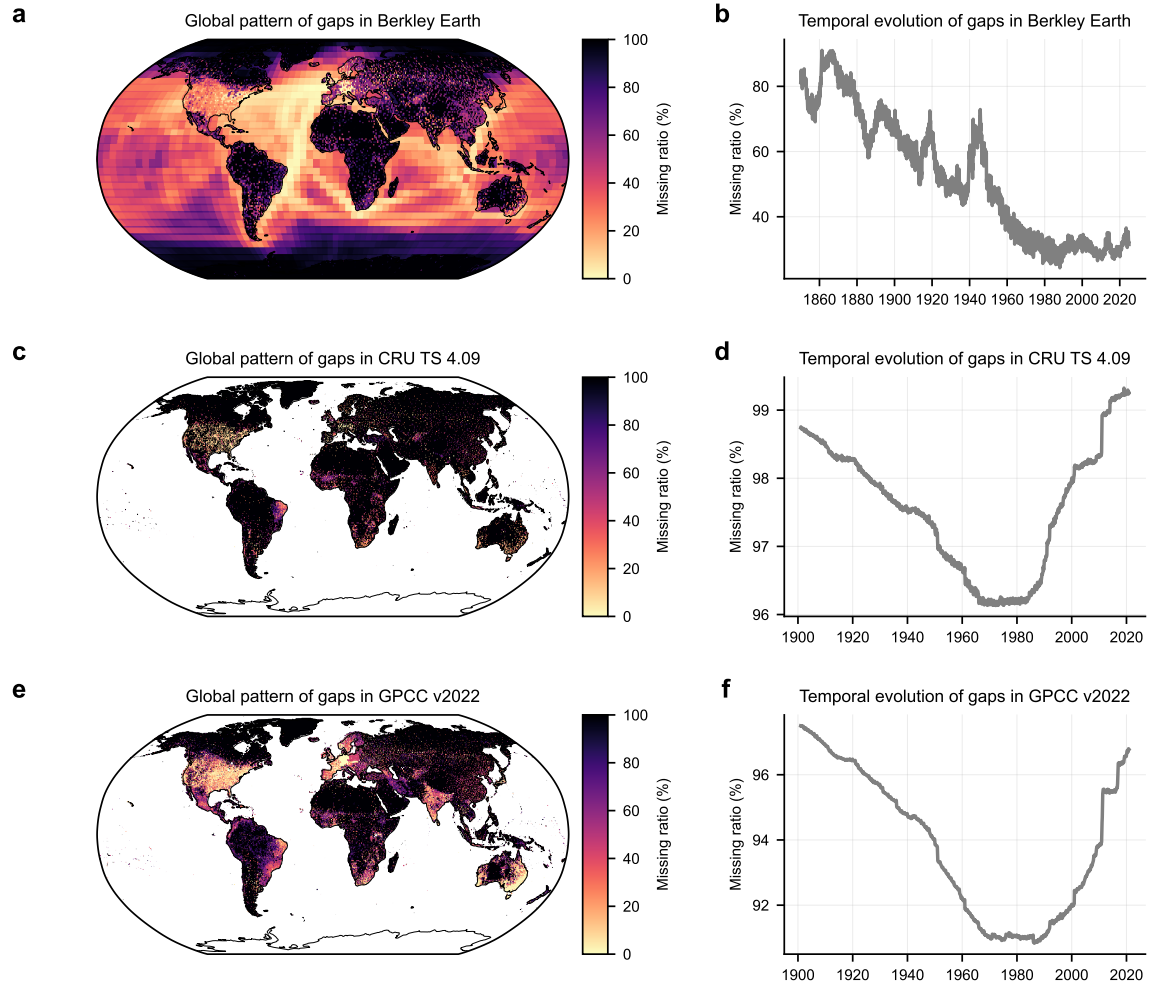 a
Global pattern of gaps in Berkley Earth
100
80
60
40
20
0
Missing ratio (%)
b
Temporal evolution of gaps in Berkley Earth
Missing ratio (%)
80
60
40
1860 1880 1900 1920 1940 1960 1980 2000 2020
c
Global pattern of gaps in CRU TS 4.09
100
80
60
40
20
0
Missing ratio (%)
d
Temporal evolution of gaps in CRU TS 4.09
Missing ratio (%)
99
98
97
96
1900 1920 1940 1960 1980 2000 2020
e
Global pattern of gaps in GPCC v2022
100
80
60
40
20
0
Missing ratio (%)
f
Temporal evolution of gaps in GPCC v2022
Missing ratio (%)
96
94
92
1900 1920 1940 1960 1980 2000 2020